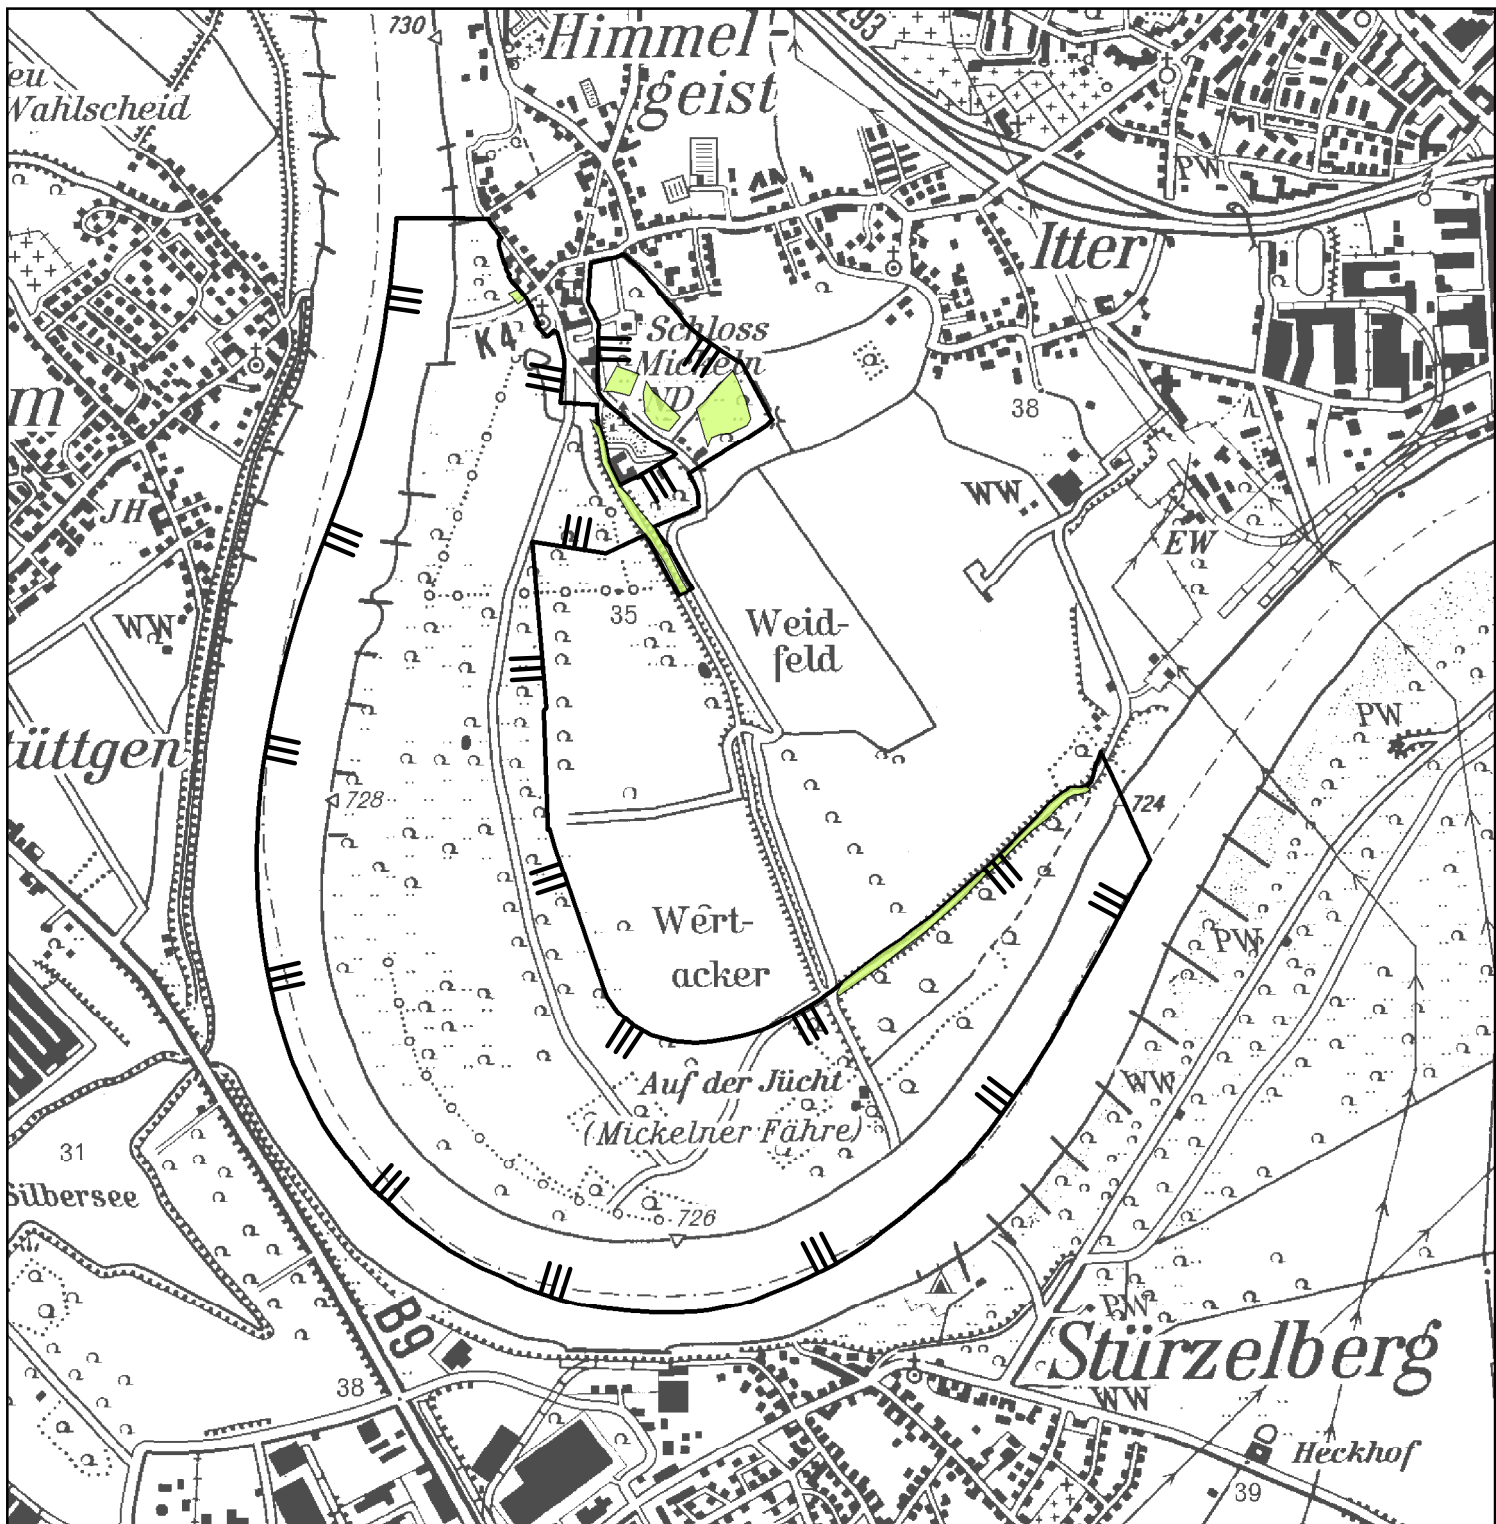 730
293
Himmel-
geist
eu
Wahlscheid
PW
Itter
K4
Schloss
Mickeln
ND
m
38
JH
WW
EW
WW
35
Weid-
feld
PW
tüttgen
728
724
Wert-
acker
PW
Auf der Jücht
WW
(Mickelner Fähre)
31
Silbersee
726
PW
B9
Stürzelberg
38
WW
Heckhof
39